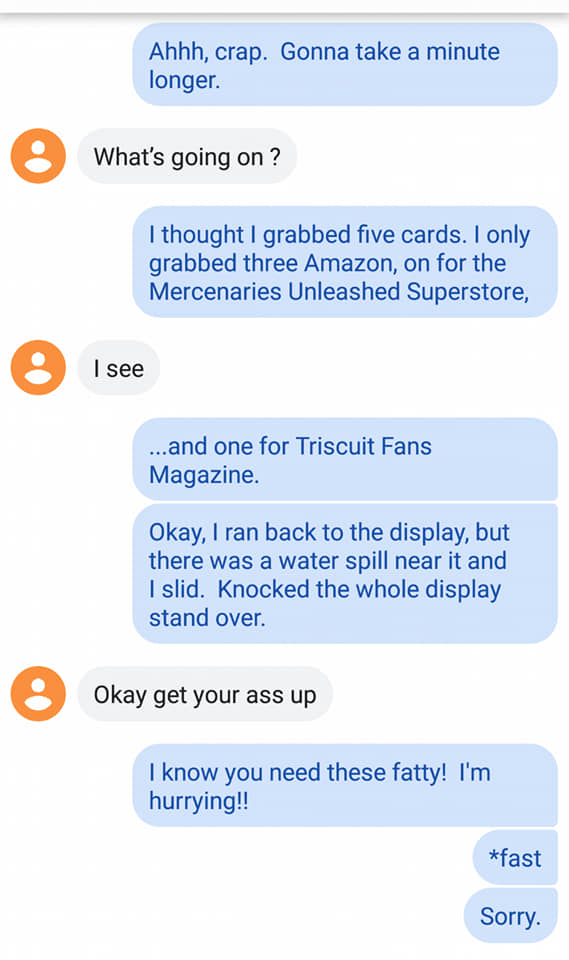 Ahhh, crap.  Gonna take a minute
longer.
What's going on ?
I thought I grabbed five cards. I only
grabbed three Amazon, on for the
Mercenaries Unleashed Superstore,
I see
...and one for Triscuit Fans
Magazine.
Okay, I ran back to the display, but
there was a water spill near it and
I slid.  Knocked the whole display
stand over.
Okay get your ass up
I know you need these fatty!  I'm
hurrying!!
*fast
Sorry.